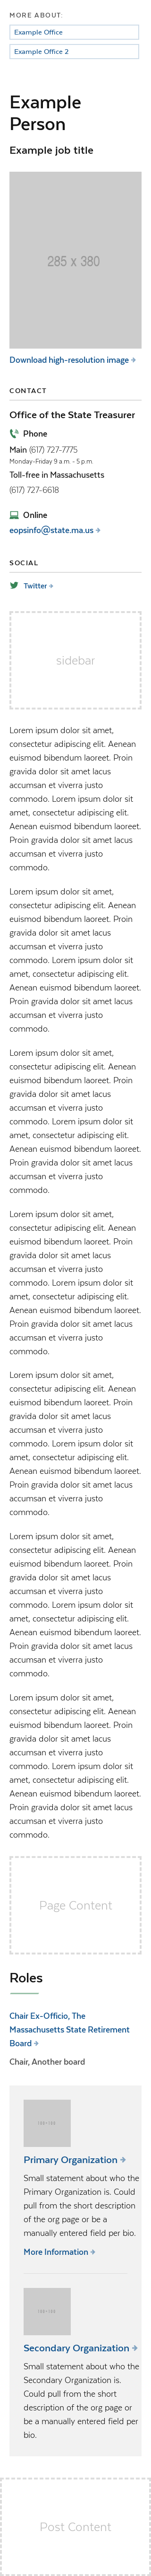 MORE ABOUT:
Example Office
Example Office 2
Example
Person
Example job title
285 x 380
Download high-resolution image
CONTACT
Office of the State Treasurer
Phone
Main (617) 727-7775
Monday-Friday 9 a.m. - 5 p.m.
Toll-free in Massachusetts
(617) 727-6618
Online
eopsinfo@state.ma.us
SOCIAL
Twitter
sidebar
Lorem ipsum dolor sit amet,
consectetur adipiscing elit. Aenean
euismod bibendum laoreet. Proin
gravida dolor sit amet lacus
accumsan et viverra justo
commodo. Lorem ipsum dolor sit
amet, consectetur adipiscing elit.
Aenean euismod bibendum laoreet.
Proin gravida dolor sit amet lacus
accumsan et viverra justo
commodo.
Lorem ipsum dolor sit amet,
consectetur adipiscing elit. Aenean
euismod bibendum laoreet. Proin
gravida dolor sit amet lacus
accumsan et viverra justo
commodo. Lorem ipsum dolor sit
amet, consectetur adipiscing elit.
Aenean euismod bibendum laoreet.
Proin gravida dolor sit amet lacus
accumsan et viverra justo
commodo.
Lorem ipsum dolor sit amet,
consectetur adipiscing elit. Aenean
euismod bibendum laoreet. Proin
gravida dolor sit amet lacus
accumsan et viverra justo
commodo. Lorem ipsum dolor sit
amet, consectetur adipiscing elit.
Aenean euismod bibendum laoreet.
Proin gravida dolor sit amet lacus
accumsan et viverra justo
commodo.
Lorem ipsum dolor sit amet,
consectetur adipiscing elit. Aenean
euismod bibendum laoreet. Proin
gravida dolor sit amet lacus
accumsan et viverra justo
commodo. Lorem ipsum dolor sit
amet, consectetur adipiscing elit.
Aenean euismod bibendum laoreet.
Proin gravida dolor sit amet lacus
accumsan et viverra justo
commodo.
Lorem ipsum dolor sit amet,
consectetur adipiscing elit. Aenean
euismod bibendum laoreet. Proin
gravida dolor sit amet lacus
accumsan et viverra justo
commodo. Lorem ipsum dolor sit
amet, consectetur adipiscing elit.
Aenean euismod bibendum laoreet.
Proin gravida dolor sit amet lacus
accumsan et viverra justo
commodo.
Lorem ipsum dolor sit amet,
consectetur adipiscing elit. Aenean
euismod bibendum laoreet. Proin
gravida dolor sit amet lacus
accumsan et viverra justo
commodo. Lorem ipsum dolor sit
amet, consectetur adipiscing elit.
Aenean euismod bibendum laoreet.
Proin gravida dolor sit amet lacus
accumsan et viverra justo
commodo.
Lorem ipsum dolor sit amet,
consectetur adipiscing elit. Aenean
euismod bibendum laoreet. Proin
gravida dolor sit amet lacus
accumsan et viverra justo
commodo. Lorem ipsum dolor sit
amet, consectetur adipiscing elit.
Aenean euismod bibendum laoreet.
Proin gravida dolor sit amet lacus
accumsan et viverra justo
commodo.
Page Content
Roles
Chair Ex-Officio, The
Massachusetts State Retirement
Board
Chair, Another board
Primary Organization
Small statement about who the
Primary Organization is. Could
pull from the short description
of the org page or be a
manually entered field per bio.
More Information
Secondary Organization
Small statement about who the
Secondary Organization is.
Could pull from the short
description of the org page or
be a manually entered field per
bio.
Post Content